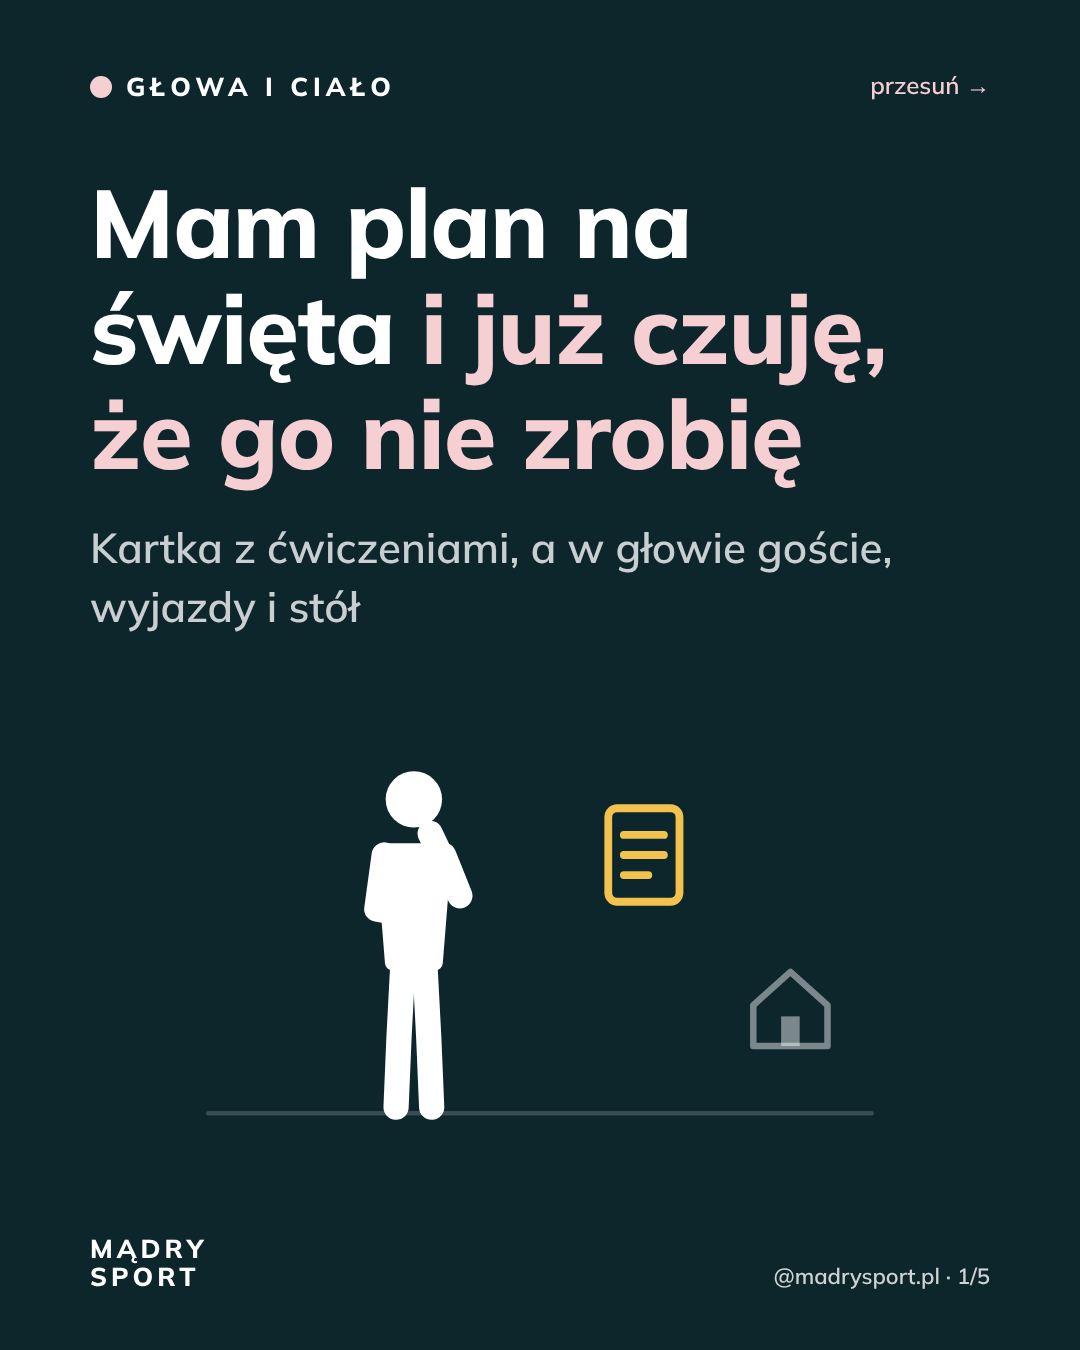 GŁOWA I CIAŁO
przesuń →
Mam plan na
święta i już czuję,
że go nie zrobię
Kartka z ćwiczeniami, a w głowie goście,
wyjazdy i stół
MĄDRY
SPORT
@madrysport.pl · 1/5